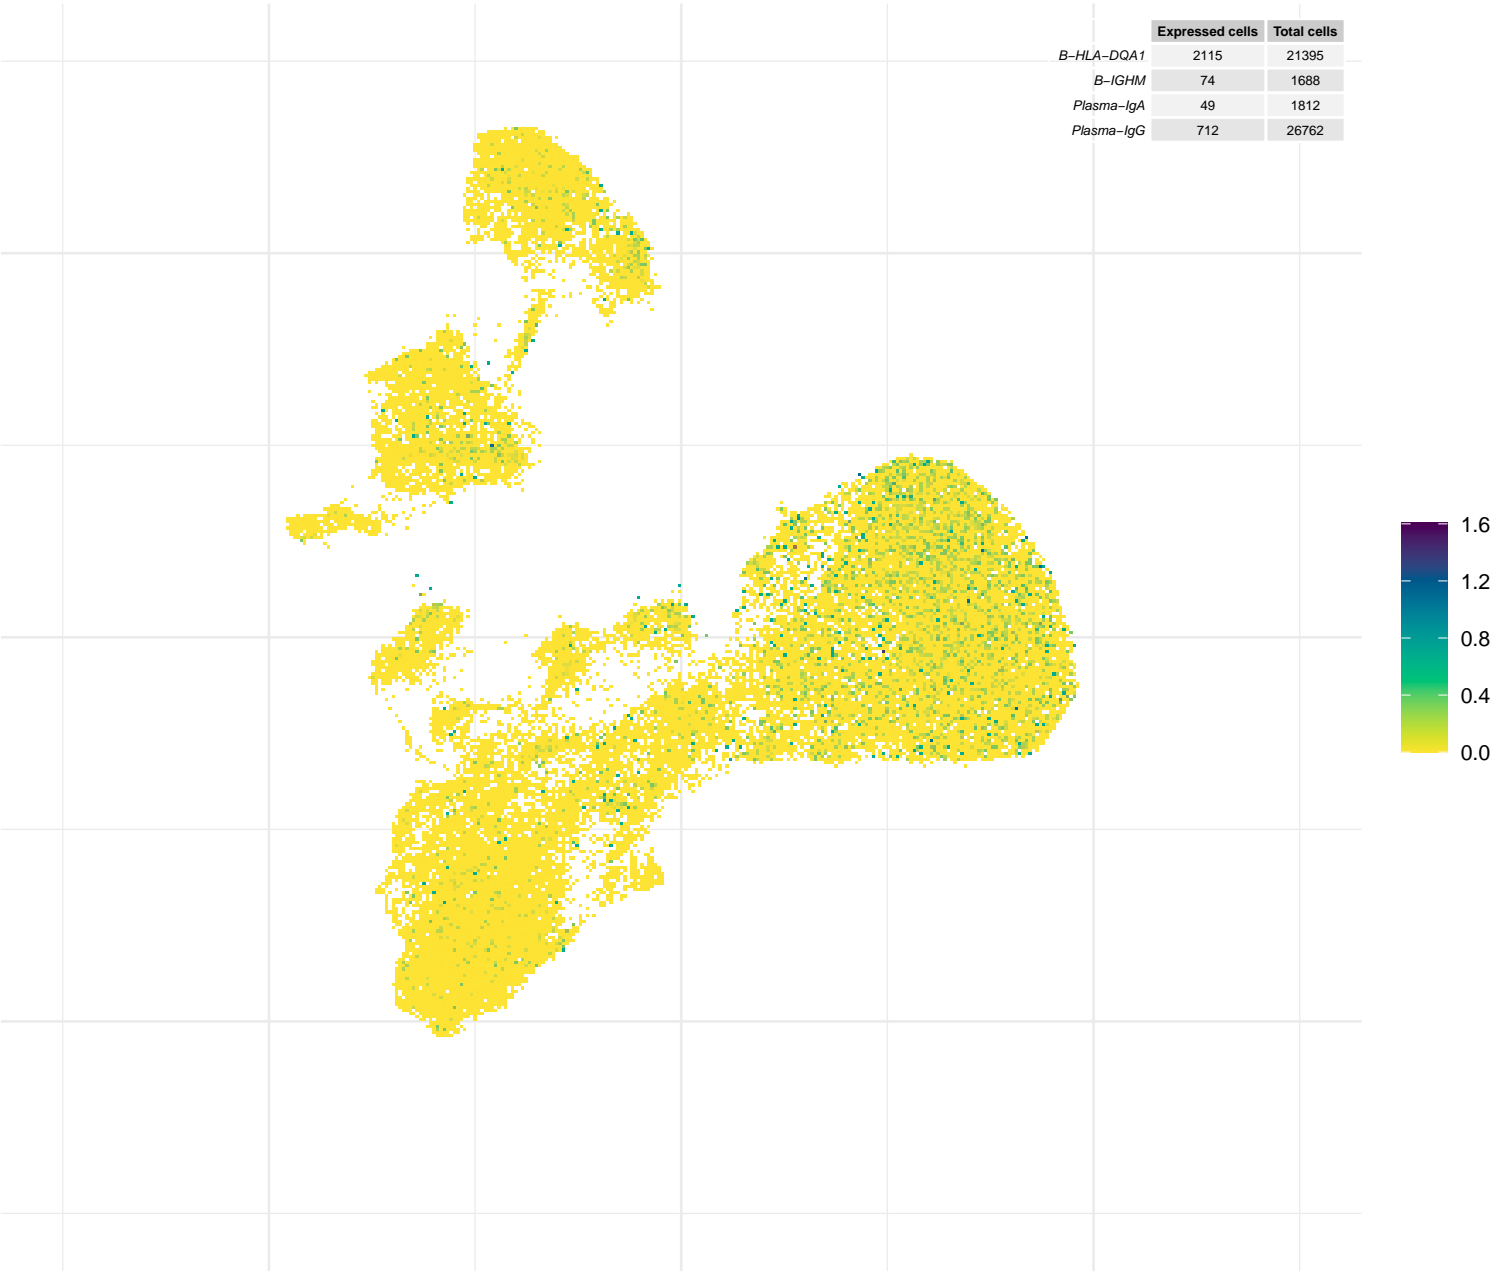 Expressed cells Total cells
B−HLA−DQA1 2115 21395
B−IGHM 74 1688
Plasma−IgA 49 1812
Plasma−IgG 712 26762
1.6
1.2
0.8
0.4
0.0